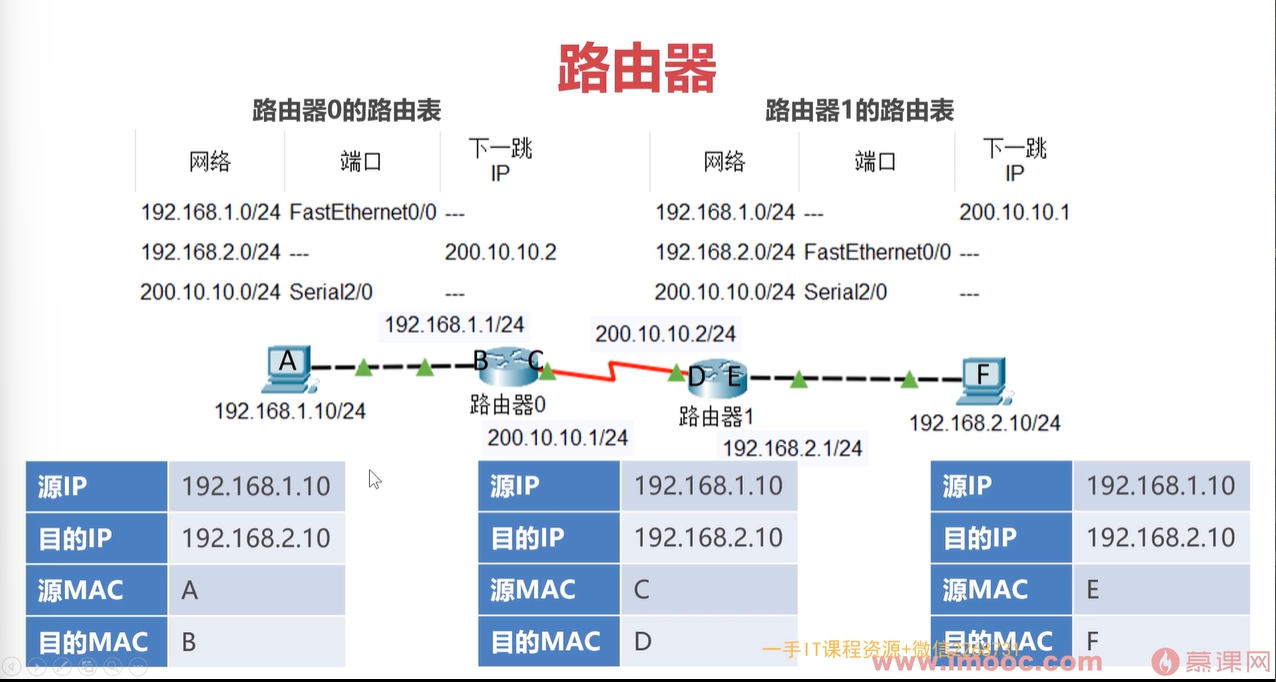 路由器
路由器0的路由表
网络 端口 下一跳IP
192.168.1.0/24 FastEthernet0/0 ---
192.168.2.0/24 --- 200.10.10.2
200.10.10.0/24 Serial2/0 ---
路由器1的路由表
网络 端口 下一跳IP
192.168.1.0/24 --- 200.10.10.1
192.168.2.0/24 FastEthernet0/0 ---
200.10.10.0/24 Serial2/0 ---
192.168.1.1/24
200.10.10.2/24
A
B
C
D
E
F
192.168.1.10/24
路由器0
路由器1
192.168.2.10/24
200.10.10.1/24
192.168.2.1/24
源IP 192.168.1.10
目的IP 192.168.2.10
源MAC A
目的MAC B
源IP 192.168.1.10
目的IP 192.168.2.10
源MAC C
目的MAC D
源IP 192.168.1.10
目的IP 192.168.2.10
源MAC E
目的MAC F
一手IT课程资源+微信
www.imooc.com
慕课网